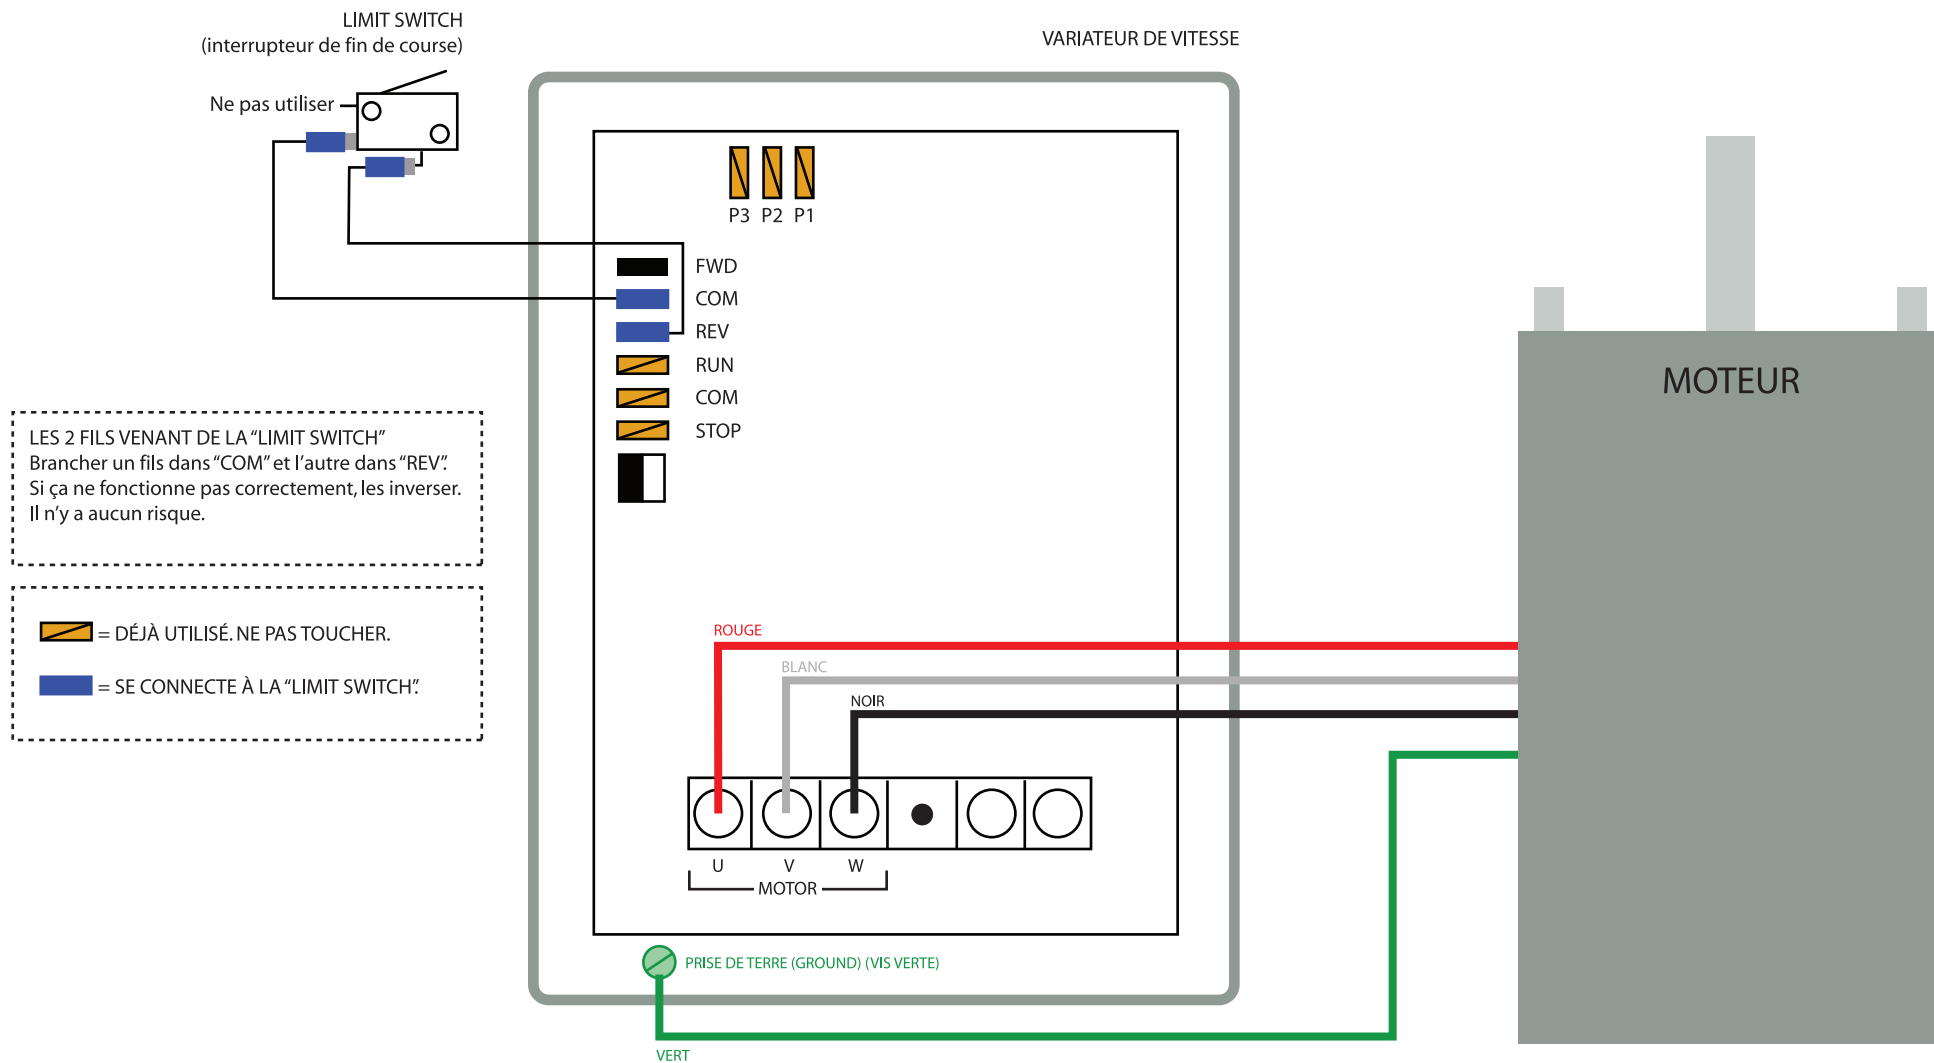 LIMIT SWITCH
(interrupteur de fin de course)
Ne pas utiliser
VARIATEUR DE VITESSE
P3 P2 P1
FWD
COM
REV
RUN
COM
STOP
MOTEUR
LES 2 FILS VENANT DE LA “LIMIT SWITCH”
Brancher un fils dans “COM” et l’autre dans “REV”.
Si ça ne fonctionne pas correctement, les inverser.
Il n’y a aucun risque.
= DÉJÀ UTILISÉ. NE PAS TOUCHER.
= SE CONNECTE À LA “LIMIT SWITCH”.
ROUGE
BLANC
NOIR
U V W
MOTOR
PRISE DE TERRE (GROUND) (VIS VERTE)
VERT